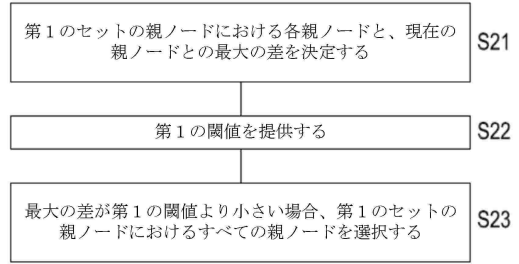 第１のセットの親ノードにおける各親ノードと、現在の
親ノードとの最大の差を決定する
S21
第１の閾値を提供する
S22
最大の差が第１の閾値より小さい場合、第１のセットの
親ノードにおけるすべての親ノードを選択する
S23